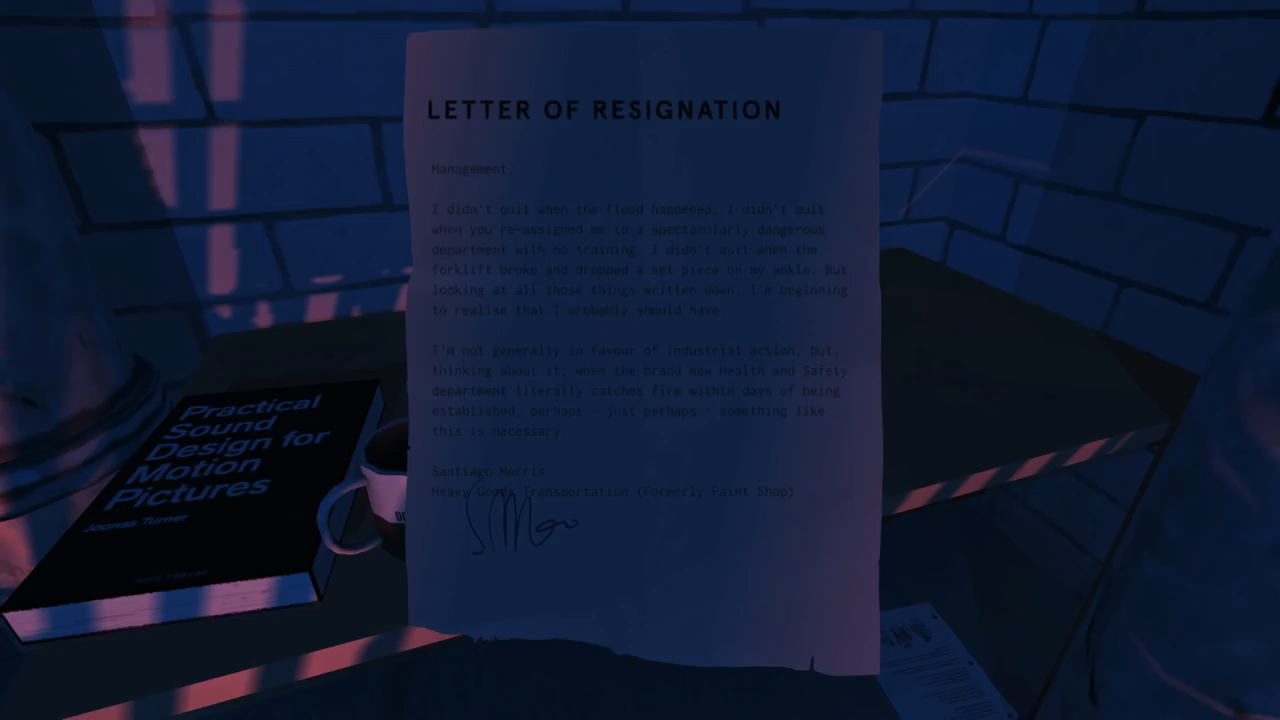 LETTER OF RESIGNATION
Management,
I didn't quit when the flood happened. I didn't quit
when you re-assigned me to a spectacularly dangerous
department with no training. I didn't quit when the
forklift broke and dropped a set piece on my ankle. But
looking at all those things written down, I'm beginning
to realise that I probably should have.
I'm not generally in favour of industrial action, but,
thinking about it, when the brand new Health and Safety
department literally catches fire within days of being
established, perhaps - just perhaps - something like
this is necessary.
Santiago Morris
Heavy Goods Transportation (Formerly Paint Shop)
Practical
Sound
Design for
Motion
Pictures
Joonas Turner